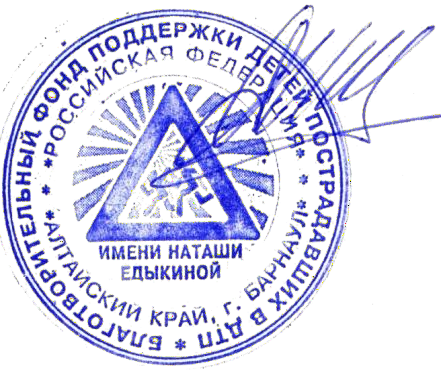 БЛАГОТВОРИТЕЛЬНЫЙ ФОНД ПОДДЕРЖКИ ДЕТЕЙ ПОСТРАДАВШИХ В ДТП *
*РОССИЙСКАЯ ФЕДЕРАЦИЯ* *
*АЛТАЙСКИЙ КРАЙ, Г. БАРНАУЛ*
ИМЕНИ НАТАШИ
ЕДЫКИНОЙ